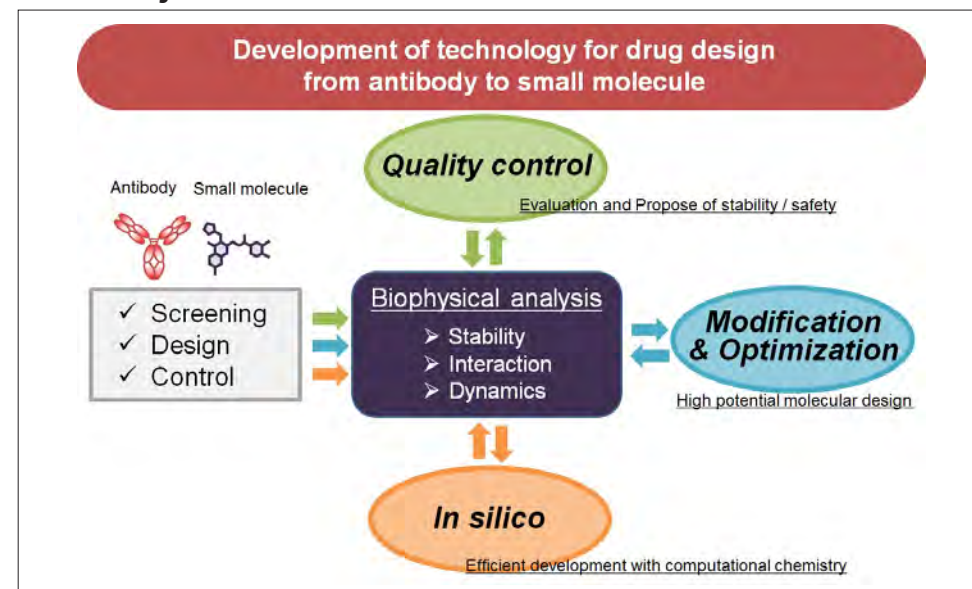 Development of technology for drug design
from antibody to small molecule
Quality control
Evaluation and Propose of stability / safety
Antibody Small molecule
✓ Screening
✓ Design
✓ Control
Biophysical analysis
➢ Stability
➢ Interaction
➢ Dynamics
Modification
& Optimization
High potential molecular design
In silico
Efficient development with computational chemistry